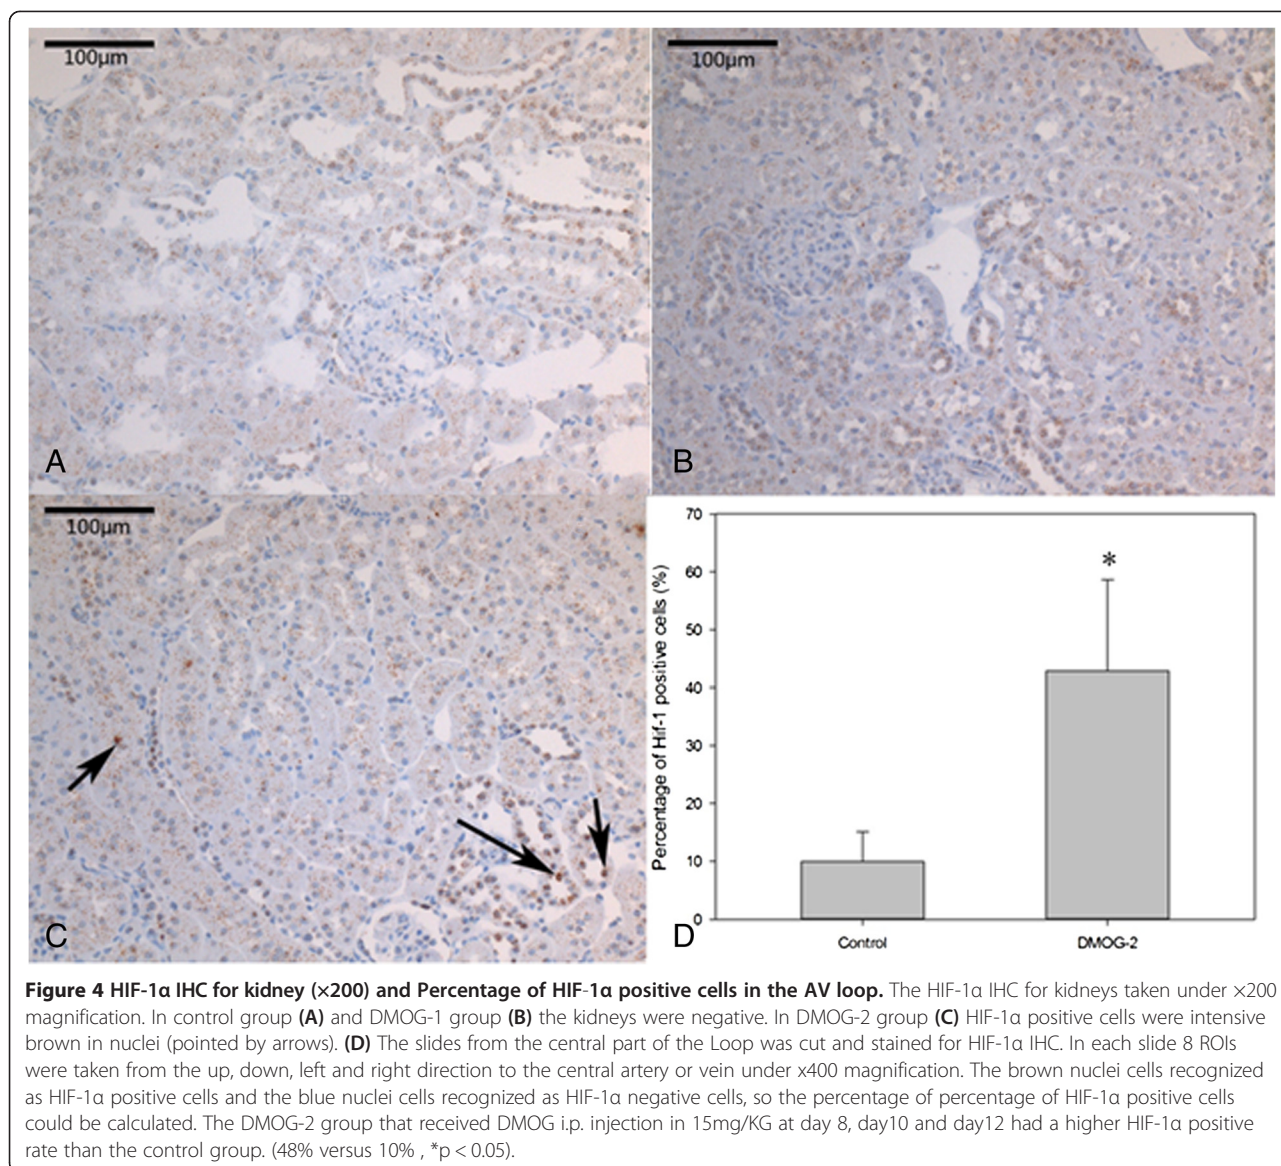 100μm
100μm
A
B
100μm
C
70
60
50
40
30
20
10
0
Percentage of Hif-1 positive cells (%)
*
Control
DMOG-2
D
Figure 4 HIF-1α IHC for kidney (×200) and Percentage of HIF-1α positive cells in the AV loop. The HIF-1α IHC for kidneys taken under ×200
magnification. In control group (A) and DMOG-1 group (B) the kidneys were negative. In DMOG-2 group (C) HIF-1α positive cells were intensive
brown in nuclei (pointed by arrows). (D) The slides from the central part of the Loop was cut and stained for HIF-1α IHC. In each slide 8 ROIs
were taken from the up, down, left and right direction to the central artery or vein under x400 magnification. The brown nuclei cells recognized
as HIF-1α positive cells and the blue nuclei cells recognized as HIF-1α negative cells, so the percentage of percentage of HIF-1α positive cells
could be calculated. The DMOG-2 group that received DMOG i.p. injection in 15mg/KG at day 8, day10 and day12 had a higher HIF-1α positive
rate than the control group. (48% versus 10% , *p < 0.05).